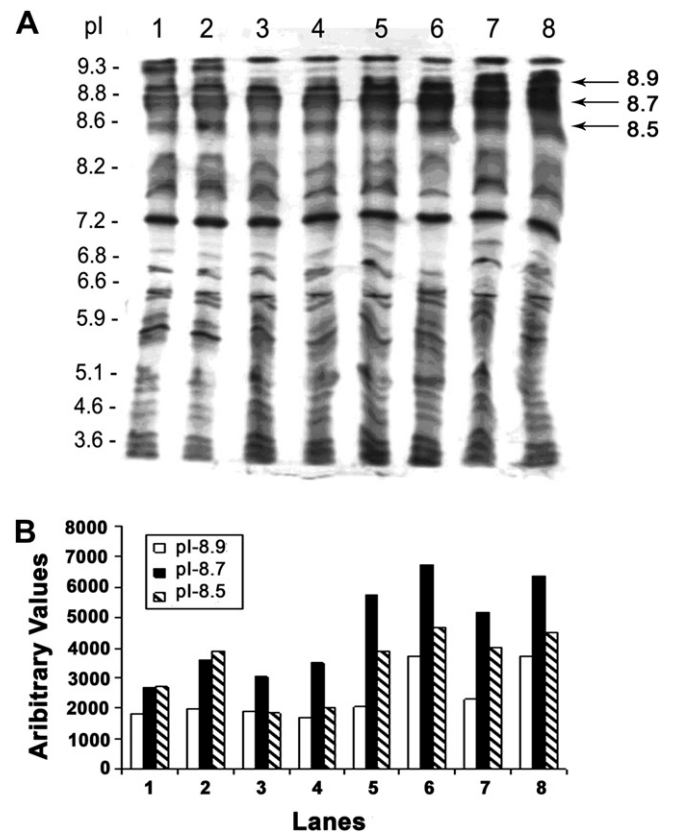 A
pI 1 2 3 4 5 6 7 8
9.3 -
8.8 -
8.6 -
8.2 -
7.2 -
6.8 -
6.6 -
5.9 -
5.1 -
4.6 -
3.6 -
8.9
8.7
8.5
B
8000
7000
6000
5000
4000
3000
2000
1000
0
Aribitrary Values
pI-8.9
pI-8.7
pI-8.5
1 2 3 4 5 6 7 8
Lanes